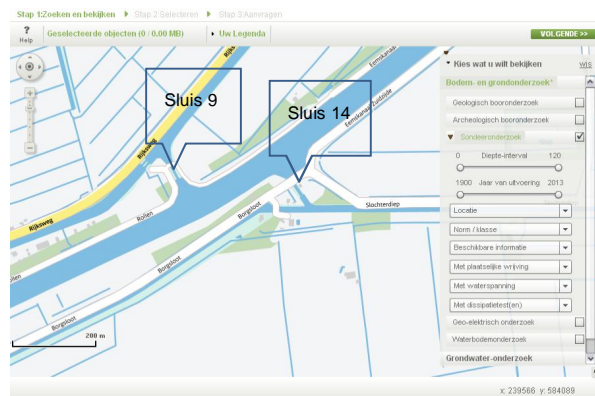 Stap 1:Zoeken en bekijken Stap 2:Selecteren Stap 3:Aanvragen
? Help
Geselecteerde objecten (0 / 0.00 MB)
Uw Legenda
VOLGENDE >>
Kies wat u wilt bekijken
wis
Bodem- en grondonderzoek*
Geologisch booronderzoek
Archeologisch booronderzoek
Sondeeronderzoek
0 Diepte-interval 120
1900 Jaar van uitvoering 2013
Locatie
Norm / klasse
Beschikbare informatie
Met plaatselijke wrijving
Met waterspanning
Met dissipatietest(en)
Geo-elektrisch onderzoek
Waterbodemonderzoek
Grondwater-onderzoek
Sluis 9
Sluis 14
Eemskanaal
Eemskanaal Zuidzijde
Rijksweg
Rijksweg
Rollen
Borgsloot
Slochterdiep
Borgsloot
Borgsloot
200 m
x: 239566 y: 584089